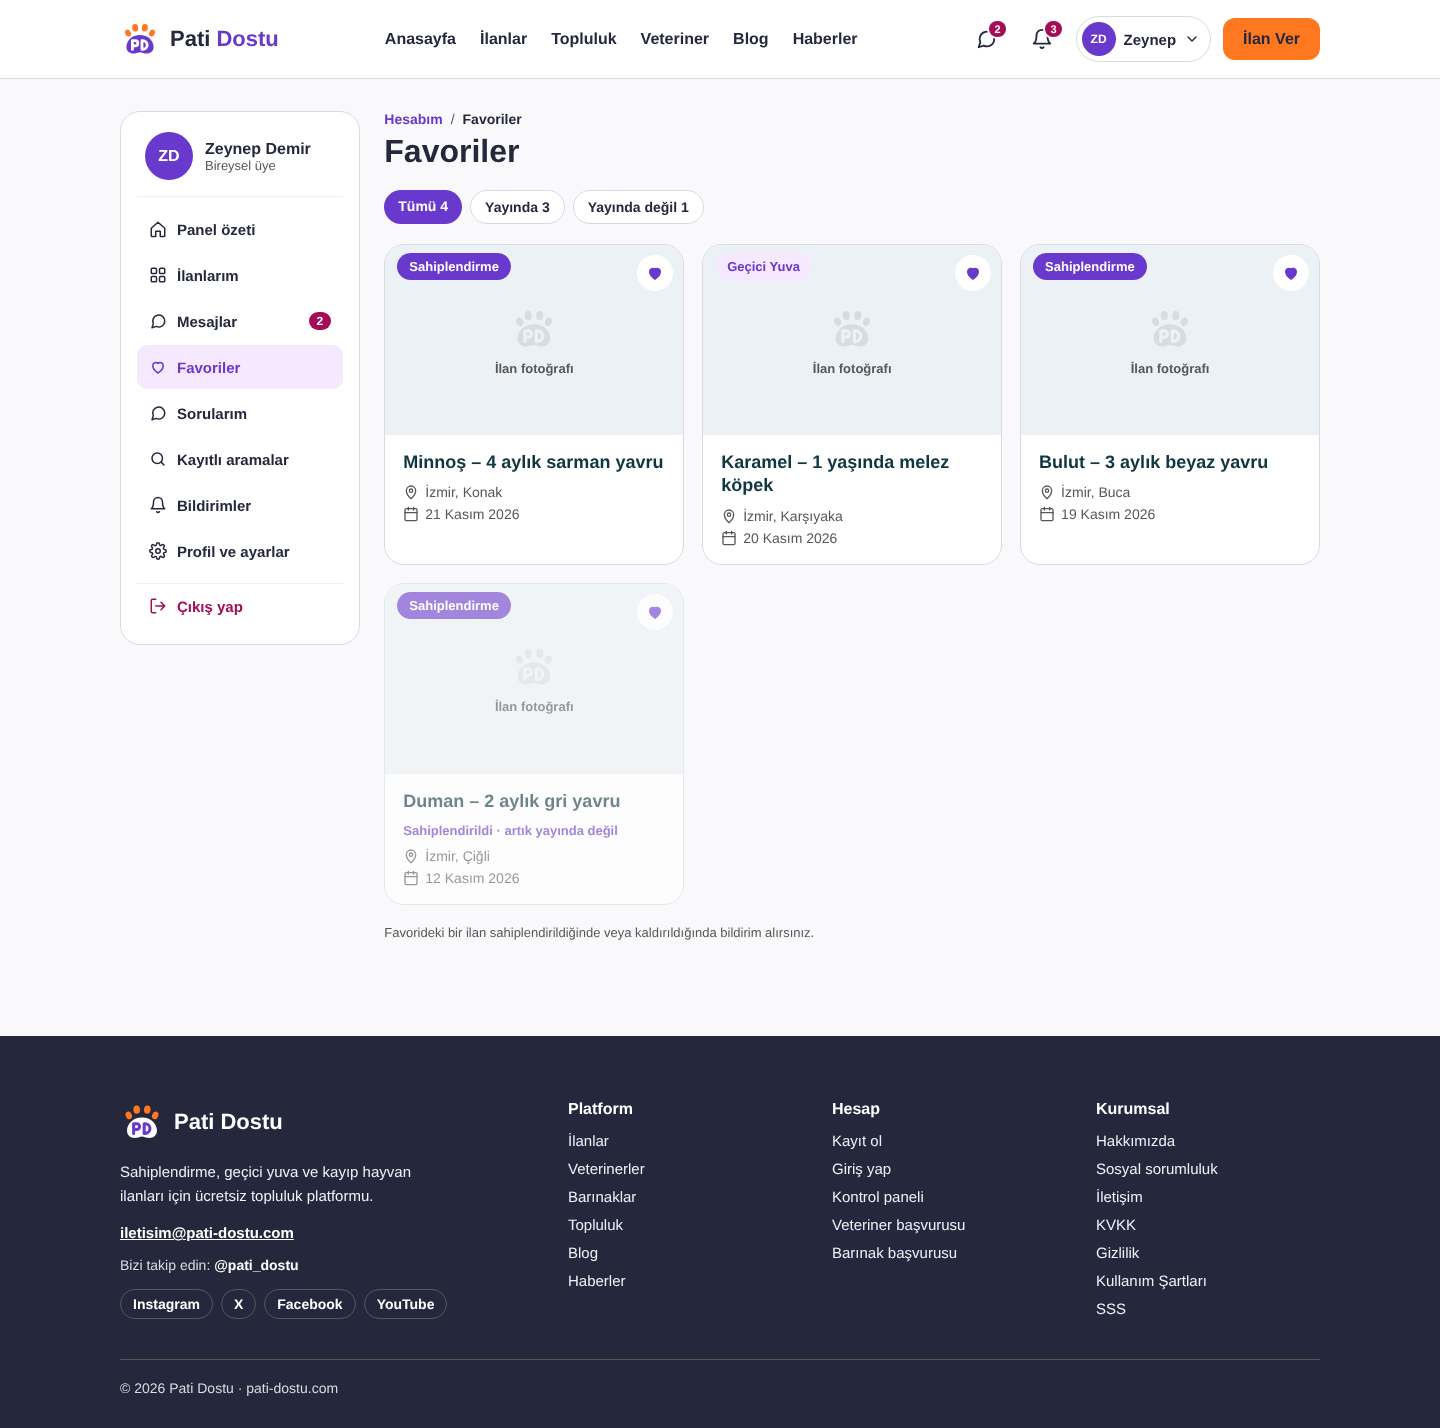 PD Pati Dostu
Anasayfa İlanlar Topluluk Veteriner Blog Haberler
2
3
ZD Zeynep
İlan Ver
ZD
Zeynep Demir
Bireysel üye
Panel özeti
İlanlarım
Mesajlar 2
Favoriler
Sorularım
Kayıtlı aramalar
Bildirimler
Profil ve ayarlar
Çıkış yap
Hesabım / Favoriler
Favoriler
Tümü 4 Yayında 3 Yayında değil 1
Sahiplendirme
PD
İlan fotoğrafı
Minnoş – 4 aylık sarman yavru
İzmir, Konak
21 Kasım 2026
Geçici Yuva
PD
İlan fotoğrafı
Karamel – 1 yaşında melez
köpek
İzmir, Karşıyaka
20 Kasım 2026
Sahiplendirme
PD
İlan fotoğrafı
Bulut – 3 aylık beyaz yavru
İzmir, Buca
19 Kasım 2026
Sahiplendirme
PD
İlan fotoğrafı
Duman – 2 aylık gri yavru
Sahiplendirildi · artık yayında değil
İzmir, Çiğli
12 Kasım 2026
Favorideki bir ilan sahiplendirildiğinde veya kaldırıldığında bildirim alırsınız.
PD Pati Dostu
Sahiplendirme, geçici yuva ve kayıp hayvan
ilanları için ücretsiz topluluk platformu.
iletisim@pati-dostu.com
Bizi takip edin: @pati_dostu
Instagram X Facebook YouTube
Platform
İlanlar
Veterinerler
Barınaklar
Topluluk
Blog
Haberler
Hesap
Kayıt ol
Giriş yap
Kontrol paneli
Veteriner başvurusu
Barınak başvurusu
Kurumsal
Hakkımızda
Sosyal sorumluluk
İletişim
KVKK
Gizlilik
Kullanım Şartları
SSS
© 2026 Pati Dostu · pati-dostu.com